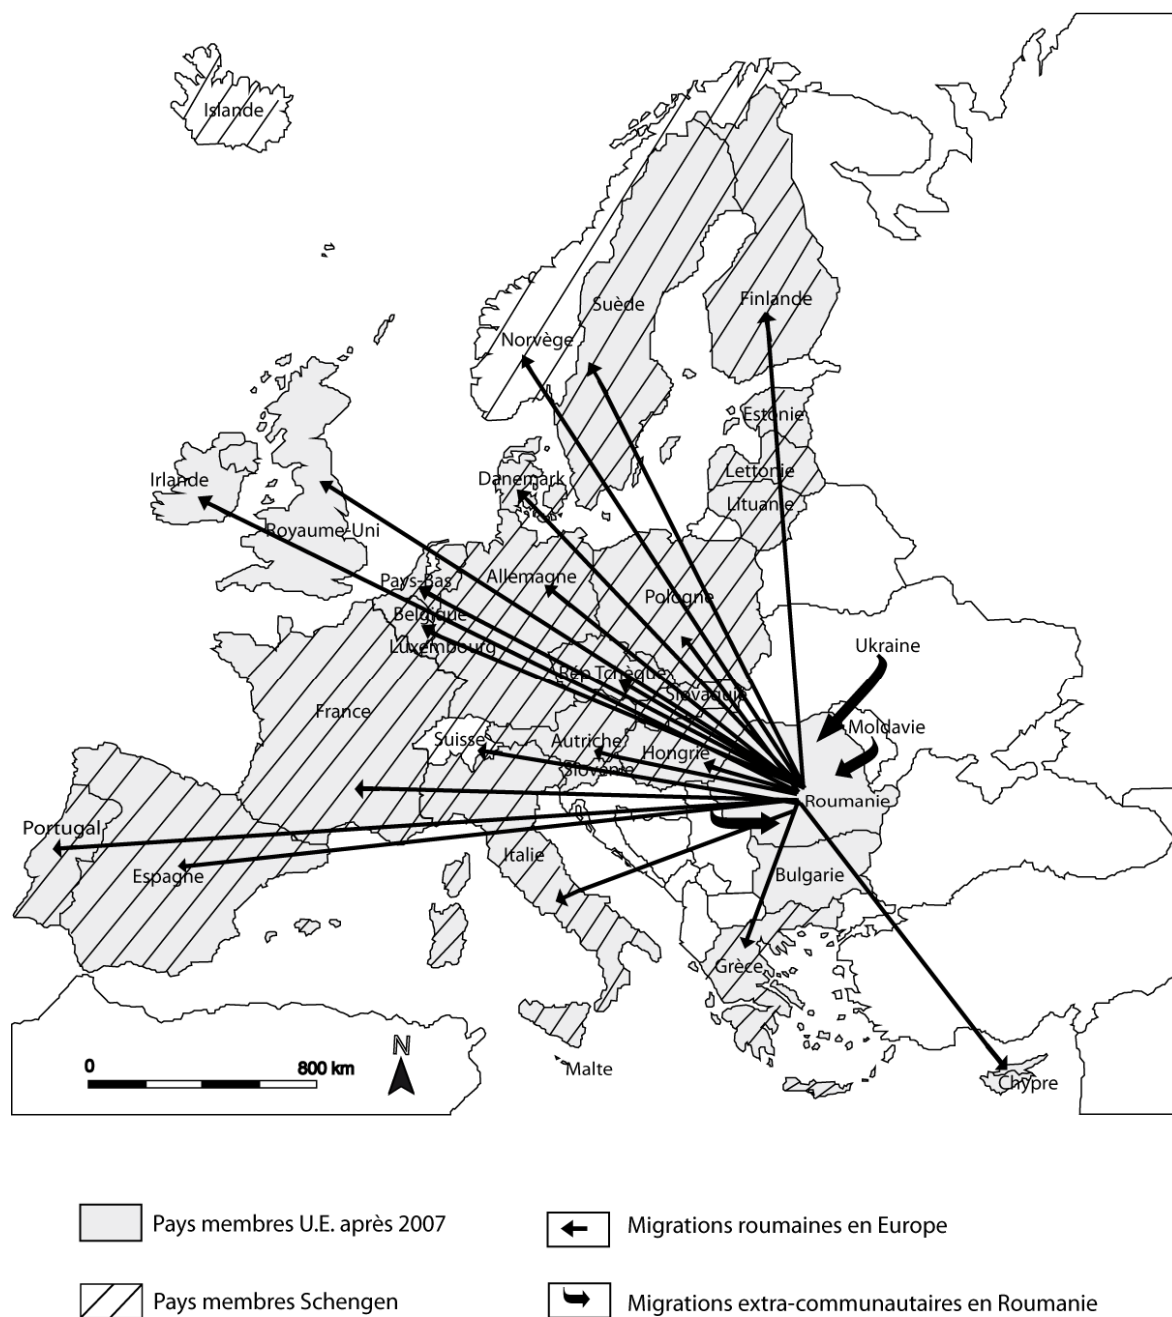 Islande
Suède
Finlande
Norvège
Estonie
Lettonie
Danemark
Irlande
Lituanie
Royaume-Uni
Allemagne
Pays-Bas
Pologne
Belgique
Luxembourg
Ukraine
Rép Tchèque
Slovaquie
France
Moldavie
Suisse
Autriche
Hongrie
Slovénie
Roumanie
Portugal
Italie
Espagne
Bulgarie
Grèce
N
0 800 km
Malte
Chypre
Pays membres U.E. après 2007
Migrations roumaines en Europe
Pays membres Schengen
Migrations extra-communautaires en Roumanie